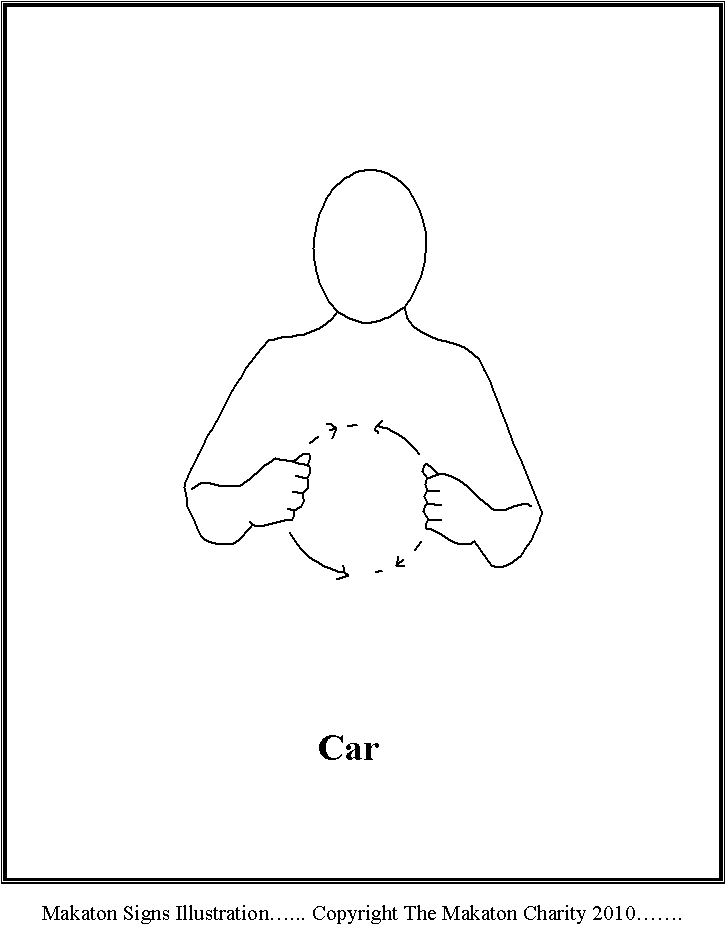 Car
Makaton Signs Illustration…... Copyright The Makaton Charity 2010…….